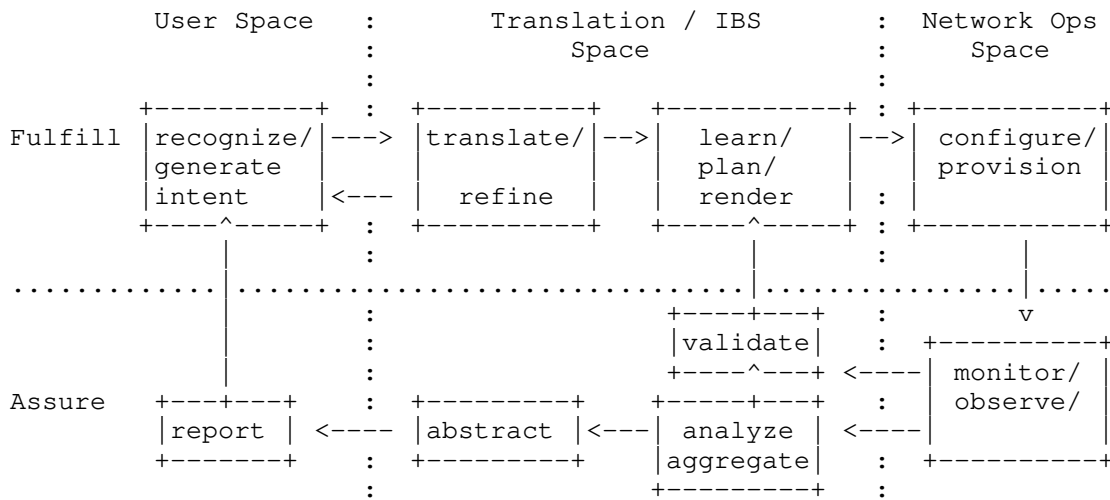 User Space : Translation / IBS : Network Ops
: Space : Space
: :
+----------+ : +----------+ +-----------+ : +-----------+
Fulfill |recognize/|---> |translate/ |-->| learn/ |-->| configure/ |
|generate | | | | plan/ | | provision |
|intent |<--- | refine | | render | : | |
+----^-----+ : +----------+ +-----^-----+ : +-----------+
| : | : |
.............|................................|................|.....
| : +----+---+ : v
| : |validate| : +----------+
| : +----^---+ <----| monitor/ |
Assure +---+---+ : +---------+ +-----+---+ : | observe/ |
|report | <---- |abstract |<---| analyze | <----| |
+-------+ : +---------+ |aggregate| : +----------+
: +---------+ :